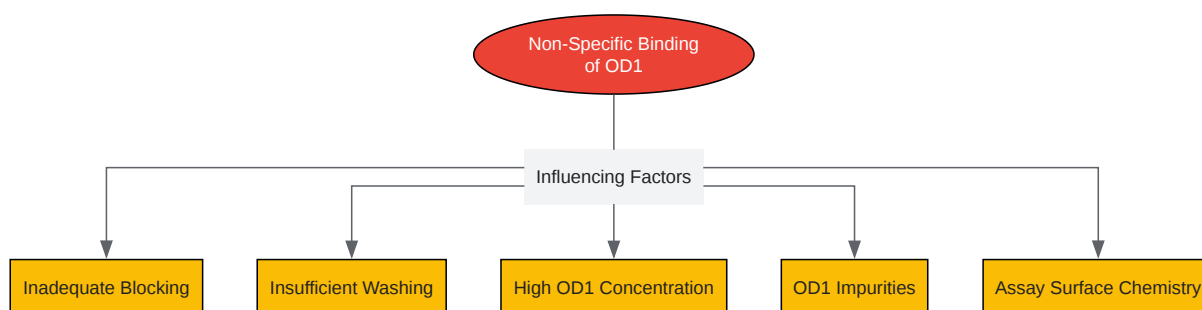 Non-Specific Binding
of OD1
Influencing Factors
Inadequate Blocking
Insufficient Washing
High OD1 Concentration
OD1 Impurities
Assay Surface Chemistry